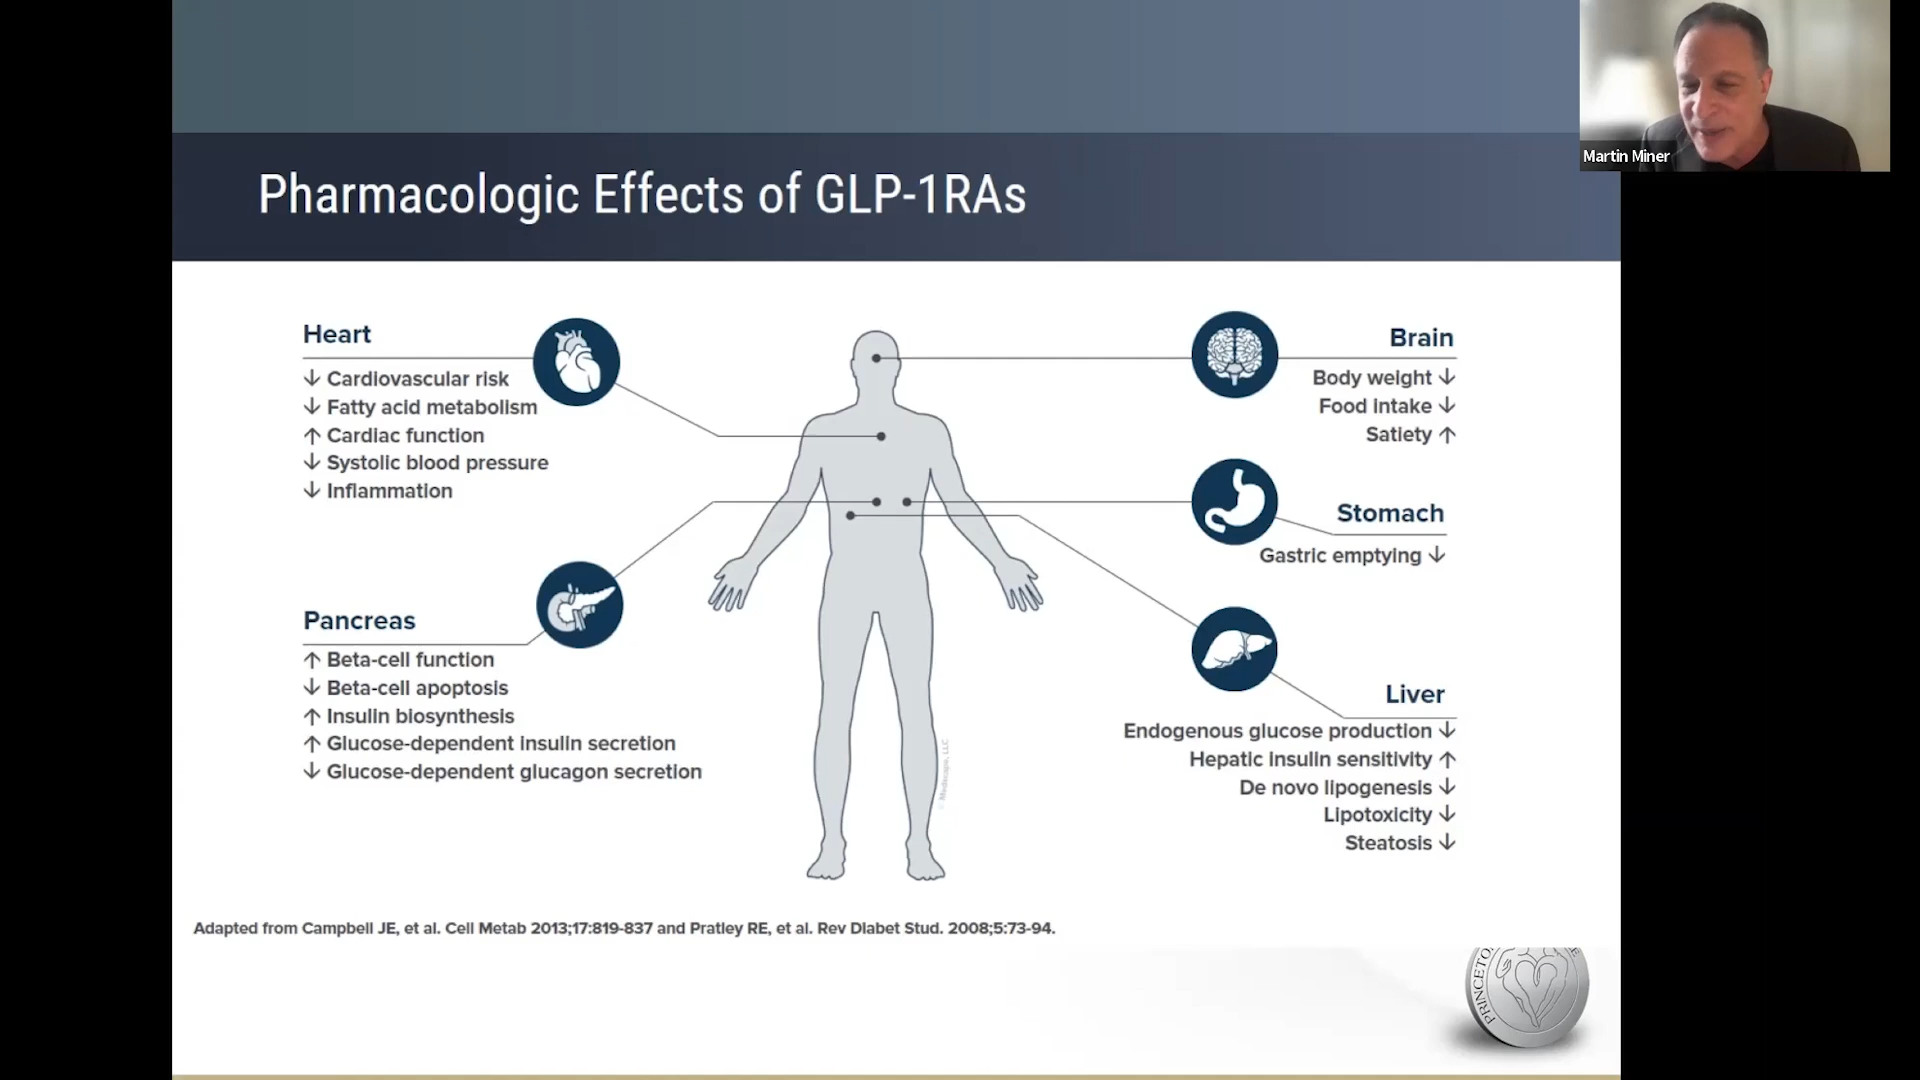 Martin Miner
Pharmacologic Effects of GLP-1RAs
Heart
↓ Cardiovascular risk
↓ Fatty acid metabolism
↑ Cardiac function
↓ Systolic blood pressure
↓ Inflammation
Pancreas
↑ Beta-cell function
↓ Beta-cell apoptosis
↑ Insulin biosynthesis
↑ Glucose-dependent insulin secretion
↓ Glucose-dependent glucagon secretion
Brain
Body weight ↓
Food intake ↓
Satiety ↑
Stomach
Gastric emptying ↓
Liver
Endogenous glucose production ↓
Hepatic insulin sensitivity ↑
De novo lipogenesis ↓
Lipotoxicity ↓
Steatosis ↓
© Medscape, LLC
Adapted from Campbell JE, et al. Cell Metab 2013;17:819-837 and Pratley RE, et al. Rev Diabet Stud. 2008;5:73-94.
PRINCETO